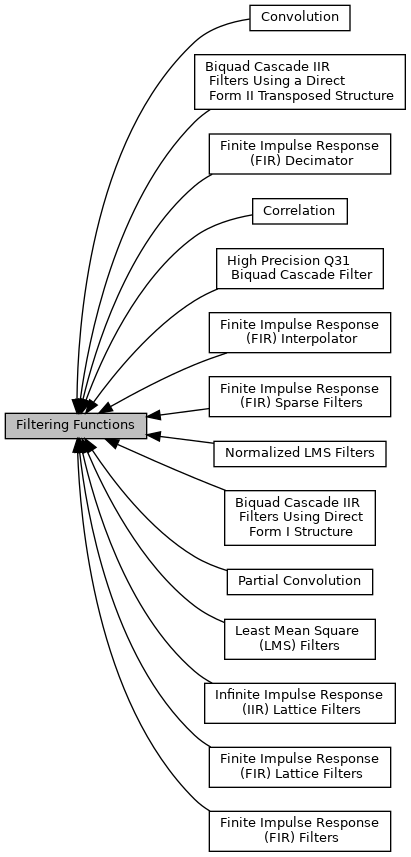 Convolution
Biquad Cascade IIR
Filters Using a Direct
Form II Transposed Structure
Finite Impulse Response
(FIR) Decimator
Correlation
High Precision Q31
Biquad Cascade Filter
Finite Impulse Response
(FIR) Interpolator
Finite Impulse Response
(FIR) Sparse Filters
Filtering Functions
Normalized LMS Filters
Biquad Cascade IIR
Filters Using Direct
Form I Structure
Partial Convolution
Least Mean Square
(LMS) Filters
Infinite Impulse Response
(IIR) Lattice Filters
Finite Impulse Response
(FIR) Lattice Filters
Finite Impulse Response
(FIR) Filters